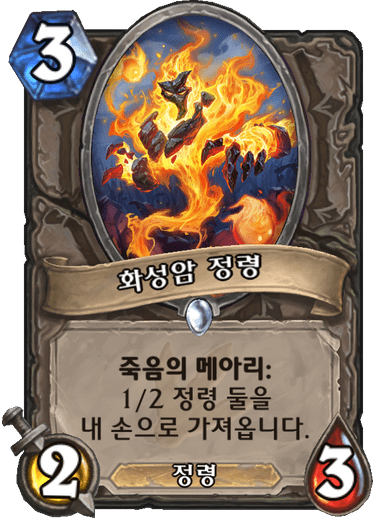 3
화성암 정령
죽음의 메아리:
1/2 정령 둘을
내 손으로 가져옵니다.
2
정령
3